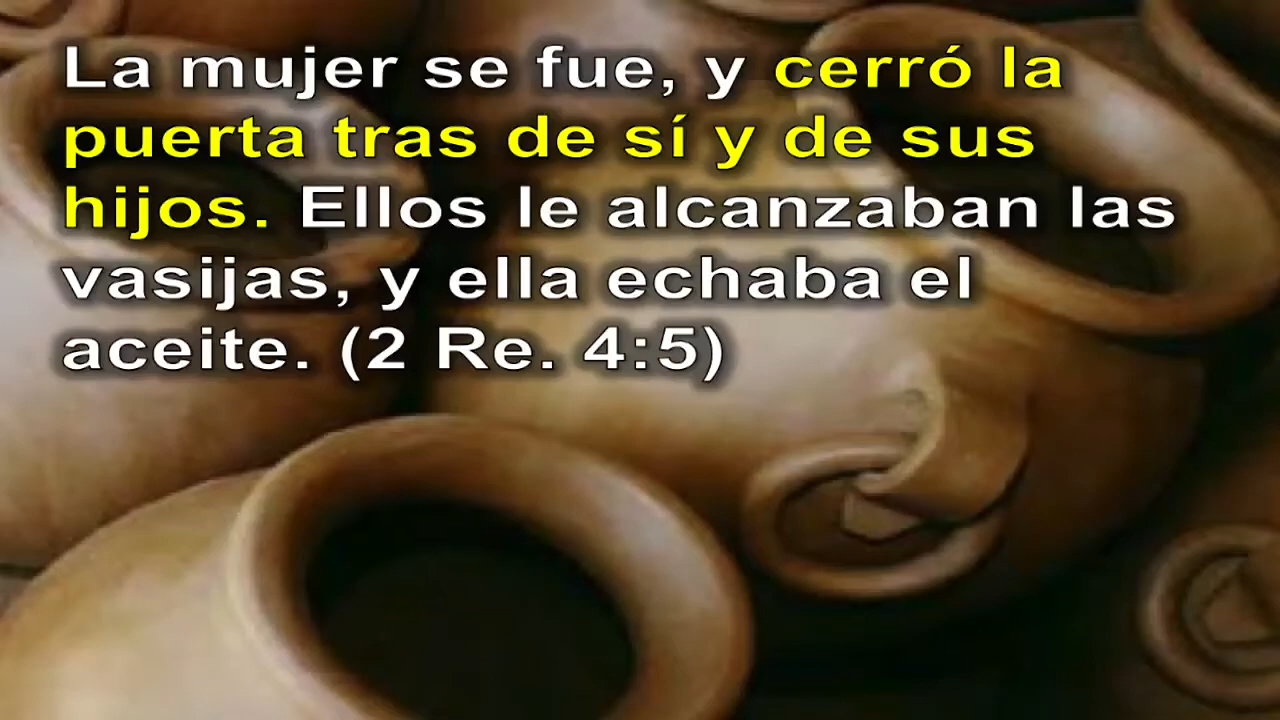 La mujer se fue, y cerró la
puerta tras de sí y de sus
hijos. Ellos le alcanzaban las
vasijas, y ella echaba el
aceite. (2 Re. 4:5)